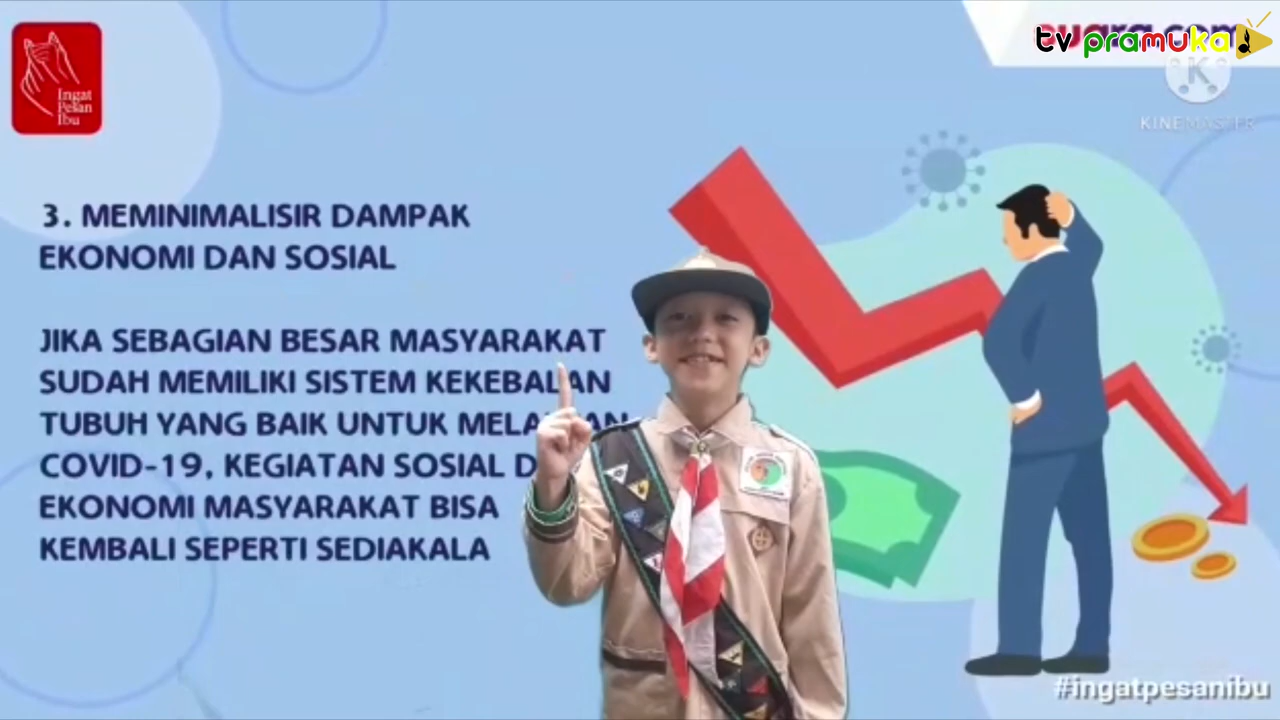 Ingat
Pesan
Ibu
tv pramuka
KINEMASTER
3. MEMINIMALISIR DAMPAK
EKONOMI DAN SOSIAL
JIKA SEBAGIAN BESAR MASYARAKAT
SUDAH MEMILIKI SISTEM KEKEBALAN
TUBUH YANG BAIK UNTUK MELAWAN
COVID-19, KEGIATAN SOSIAL D
EKONOMI MASYARAKAT BISA
KEMBALI SEPERTI SEDIAKALA
#ingatpesanibu